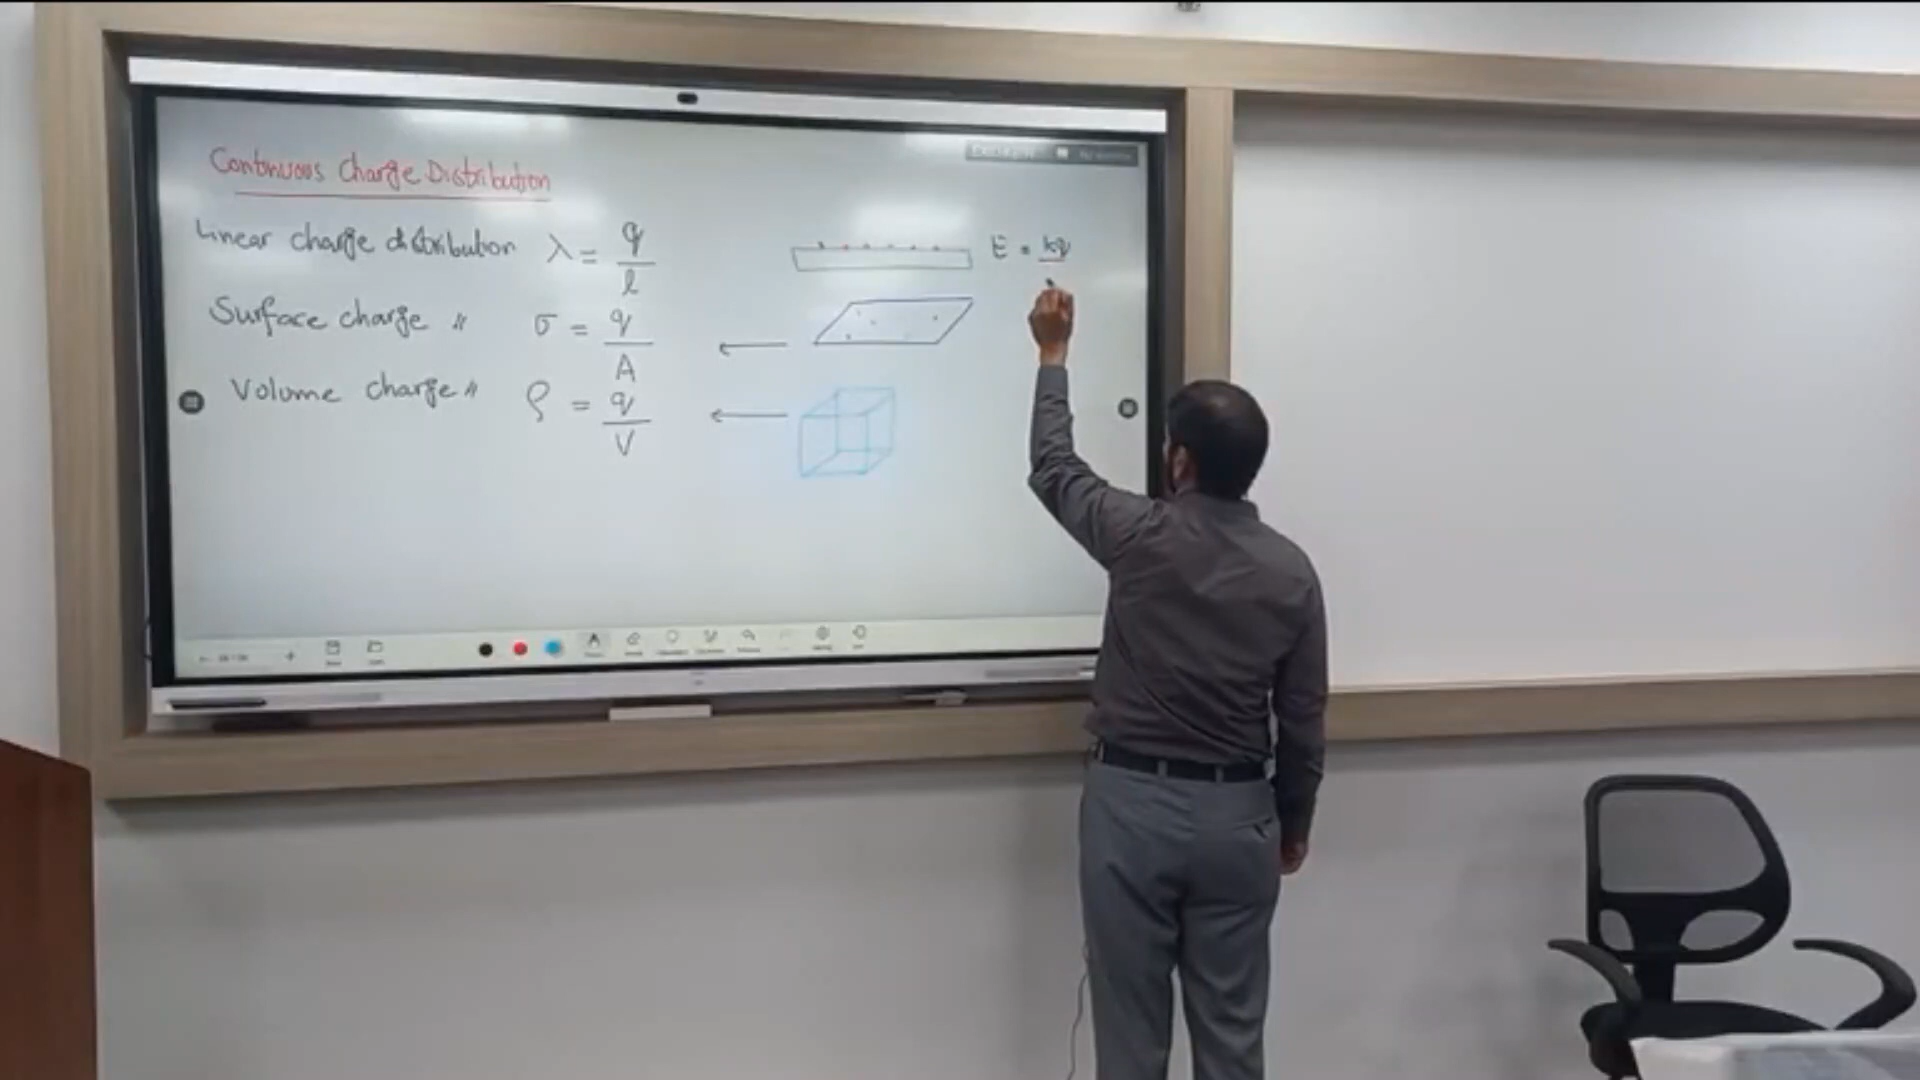 Continuous Charge Distribution
Linear charge distribution λ = q / l
E = kq
Surface charge " σ = q / A
Volume charge " ρ = q / V